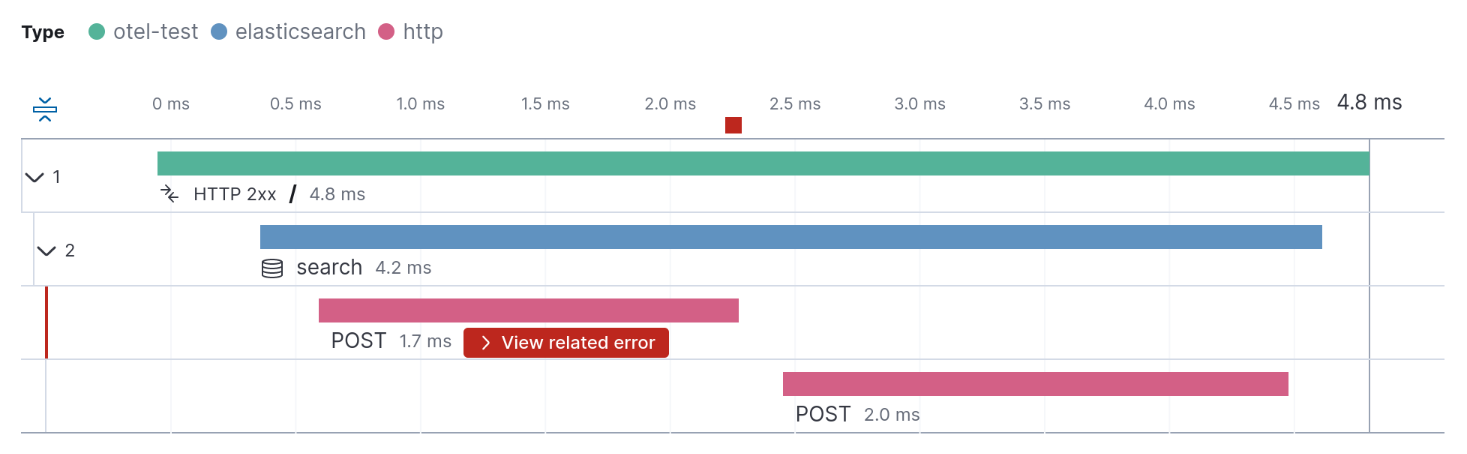 Type otel-test elasticsearch http
0 ms 0.5 ms 1.0 ms 1.5 ms 2.0 ms 2.5 ms 3.0 ms 3.5 ms 4.0 ms 4.5 ms 4.8 ms
1
HTTP 2xx / 4.8 ms
2
search 4.2 ms
POST 1.7 ms View related error
POST 2.0 ms